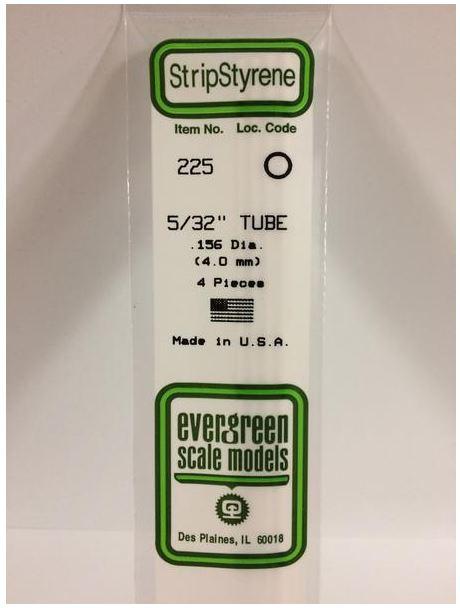 StripStyrene
Item No. Loc. Code
225 O
5/32" TUBE
.156 Dia.
(4.0 mm)
4 Pieces
Made in U.S.A.
evergreen
scale models
Des Plaines, IL 60018